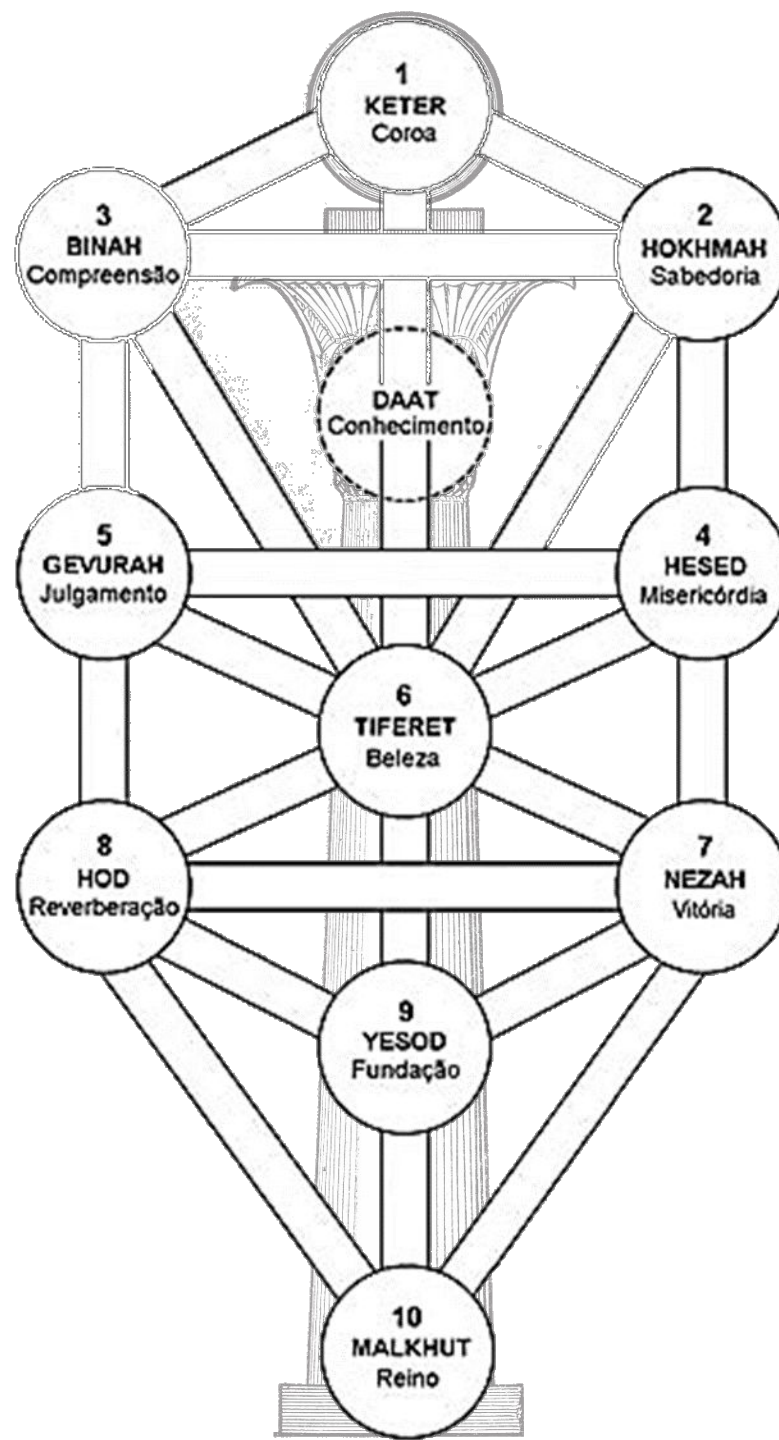 1
KETER
Coroa
3
BINAH
Compreensão
2
HOKHMAH
Sabedoria
DAAT
Conhecimento
5
GEVURAH
Julgamento
4
HESED
Misericórdia
6
TIFERET
Beleza
8
HOD
Reverberação
7
NEZAH
Vitória
9
YESOD
Fundação
10
MALKHUT
Reino